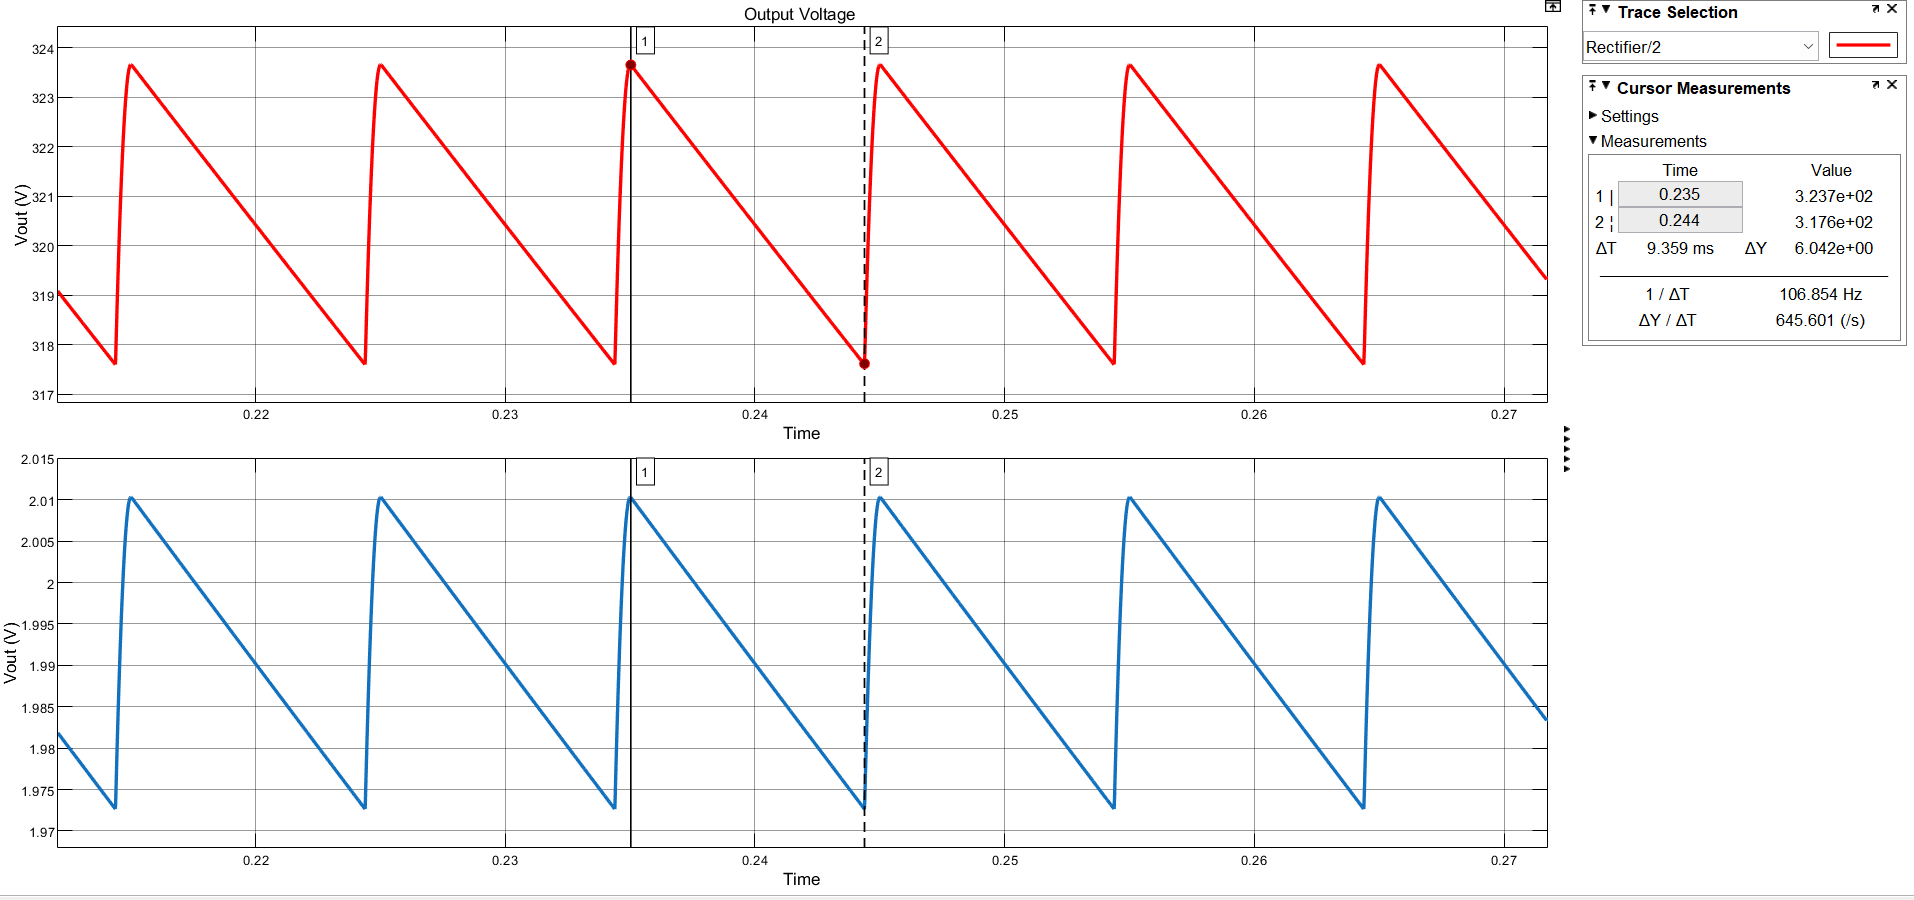 Output Voltage
324
323
322
321
320
319
318
317
Vout (V)
1
2
0.22
0.23
0.24
0.25
0.26
0.27
Time
2.015
2.01
2.005
2
1.995
1.99
1.985
1.98
1.975
1.97
Vout (V)
1
2
0.22
0.23
0.24
0.25
0.26
0.27
Time
Trace Selection
Rectifier/2
Cursor Measurements
Settings
Measurements
Time Value
1 | 0.235 3.237e+02
2 ¦ 0.244 3.176e+02
ΔT 9.359 ms ΔY 6.042e+00
1 / ΔT 106.854 Hz
ΔY / ΔT 645.601 (/s)